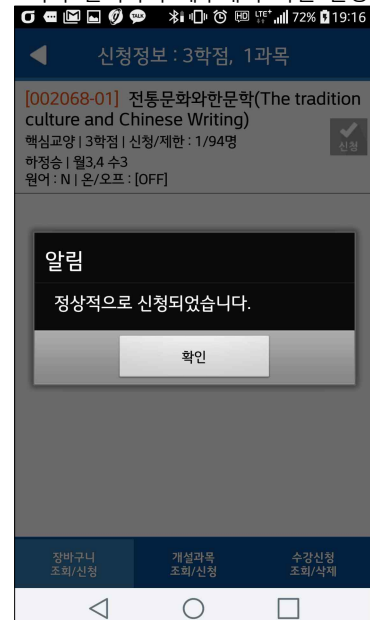 72% 19:16
신청정보 : 3학점, 1과목
[002068-01] 전통문화와한문학(The tradition
culture and Chinese Writing)
핵심교양 | 3학점 | 신청/제한 : 1/94명
신청
하정승 | 월3,4 수3
원어 : N | 온/오프 : [OFF]
알림
정상적으로 신청되었습니다.
확인
장바구니
조회/신청
개설과목
조회/신청
수강신청
조회/삭제